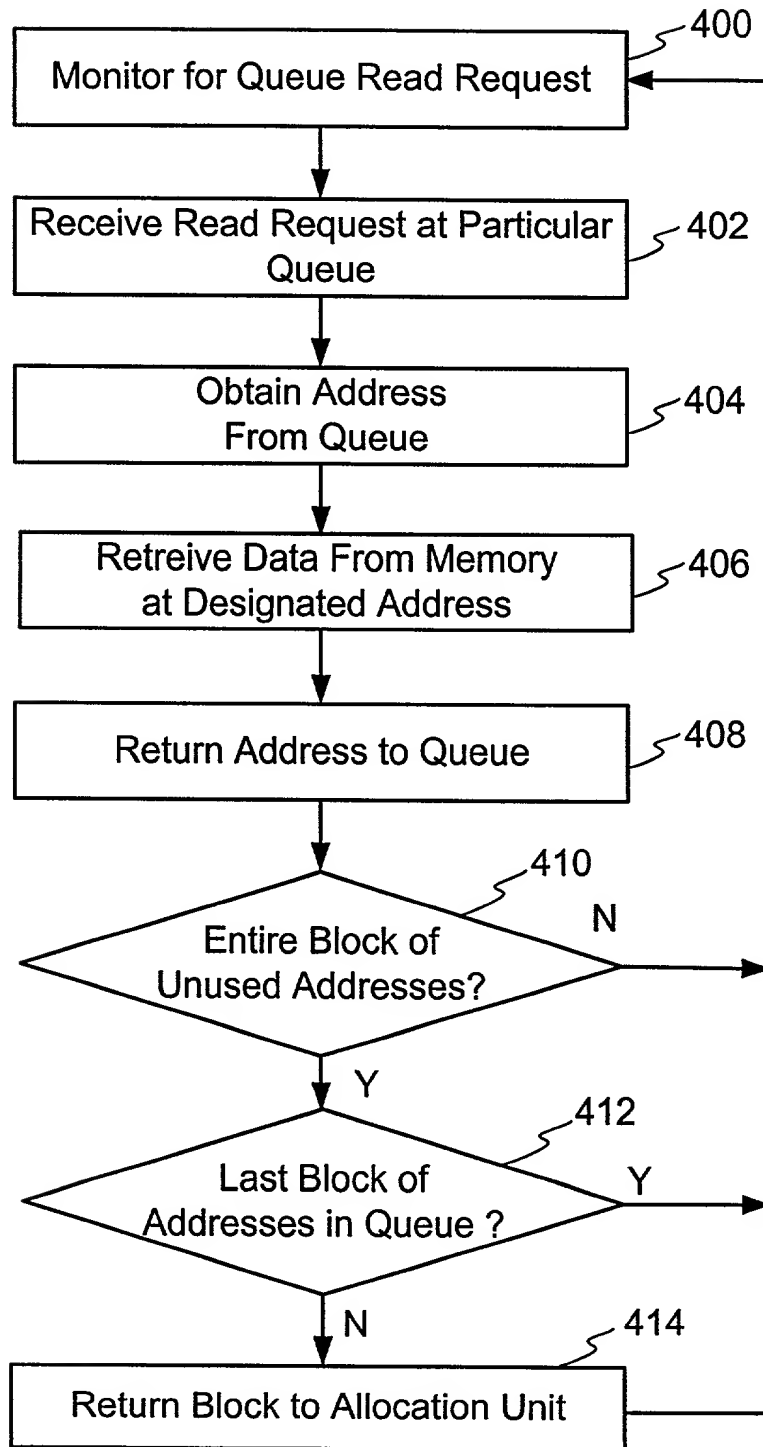 400
Monitor for Queue Read Request
Receive Read Request at Particular
Queue
402
Obtain Address
From Queue
404
Retreive Data From Memory
at Designated Address
406
Return Address to Queue
408
410
Entire Block of
Unused Addresses?
N
Y
412
Last Block of
Addresses in Queue ?
Y
N
414
Return Block to Allocation Unit